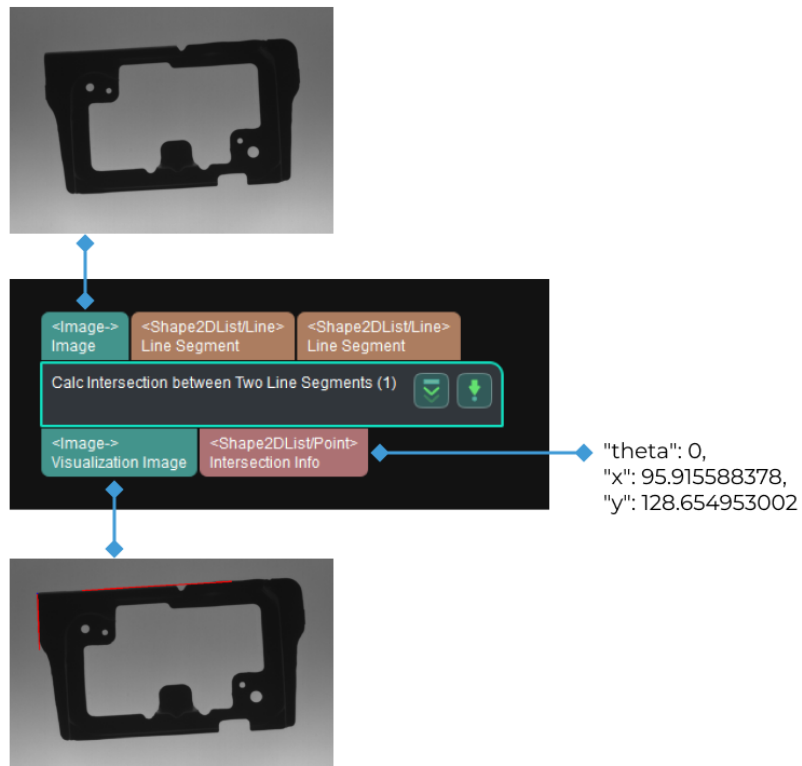 <Image->
Image
<Shape2DList/Line>
Line Segment
<Shape2DList/Line>
Line Segment
Calc Intersection between Two Line Segments (1)
<Image->
Visualization Image
<Shape2DList/Point>
Intersection Info
"theta": 0,
"x": 95.915588378,
"y": 128.654953002